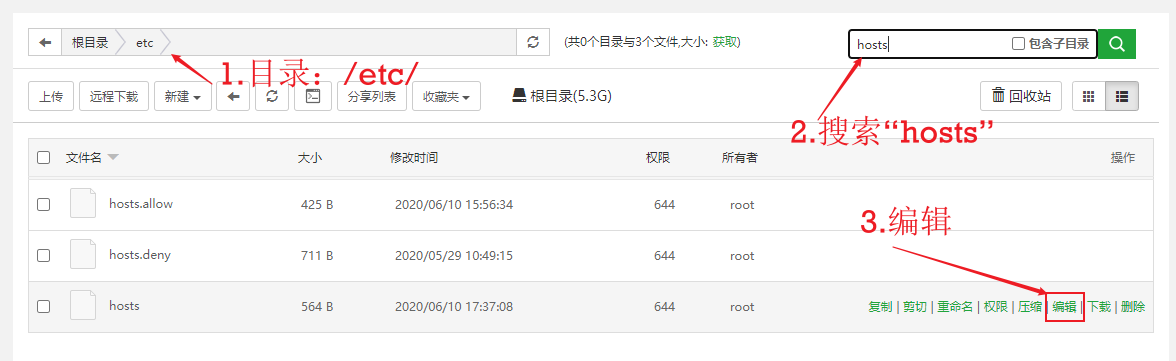 根目录 etc (共0个目录与3个文件,大小: 获取) hosts 包含子目录
1.目录：/etc/
上传 远程下载 新建 分享列表 收藏夹 根目录(5.3G) 回收站
2.搜索“hosts”
文件名 大小 修改时间 权限 所有者 操作
hosts.allow 425 B 2020/06/10 15:56:34 644 root
3.编辑
hosts.deny 711 B 2020/05/29 10:49:15 644 root
hosts 564 B 2020/06/10 17:37:08 644 root 复制 | 剪切 | 重命名 | 权限 | 压缩 | 编辑 | 下载 | 删除